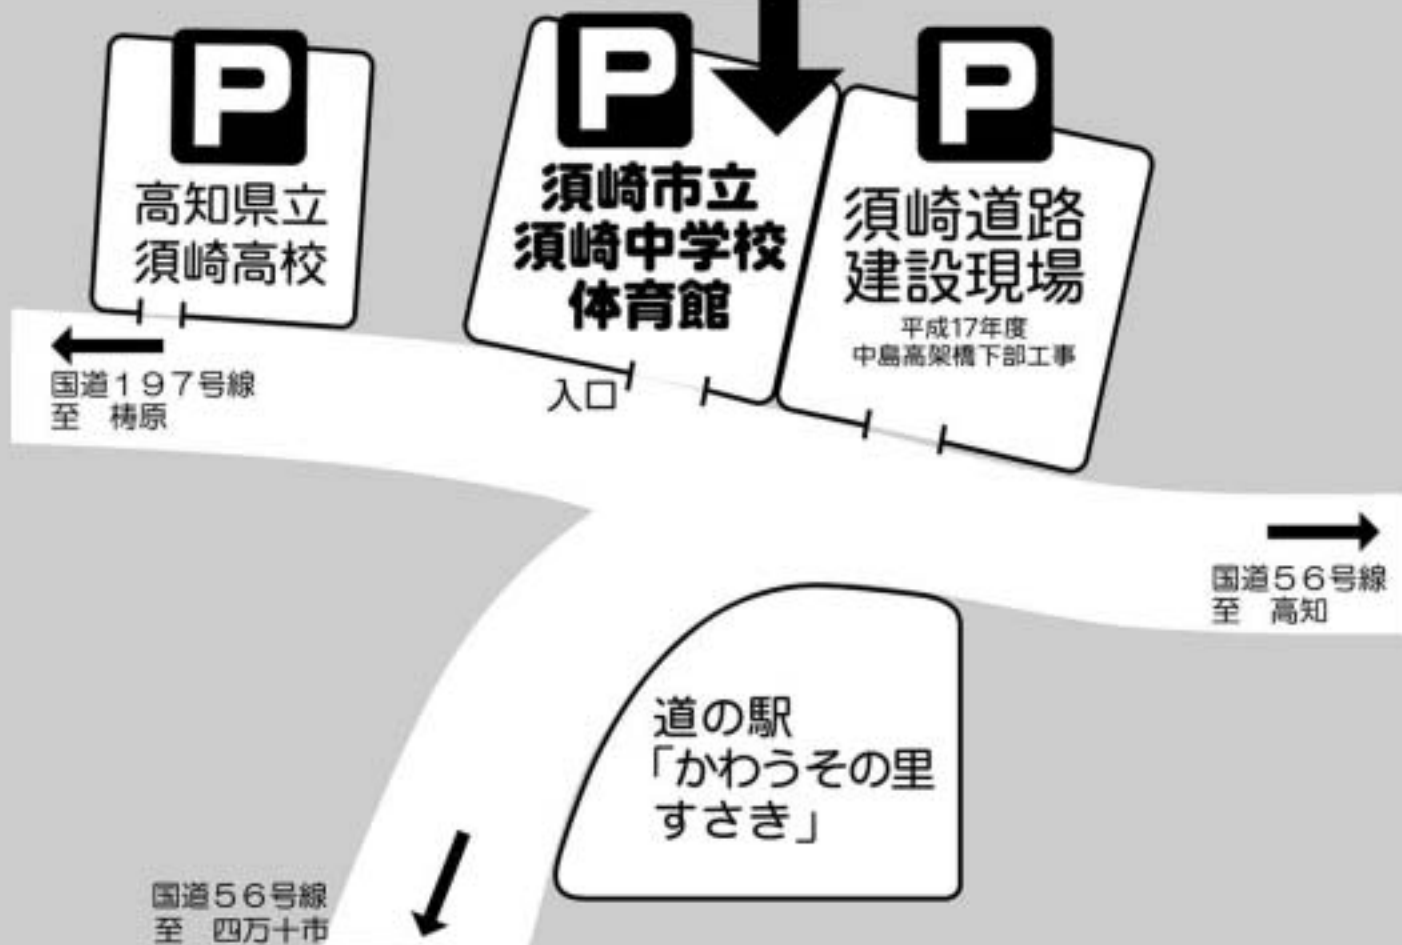 P
高知県立
須崎高校
P
須崎市立
須崎中学校
体育館
P
須崎道路
建設現場
平成17年度
中島高架橋下部工事
国道１９７号線
至　梼原
入口
国道５６号線
至　高知
道の駅
「かわうその里
すさき」
国道５６号線
至　四万十市